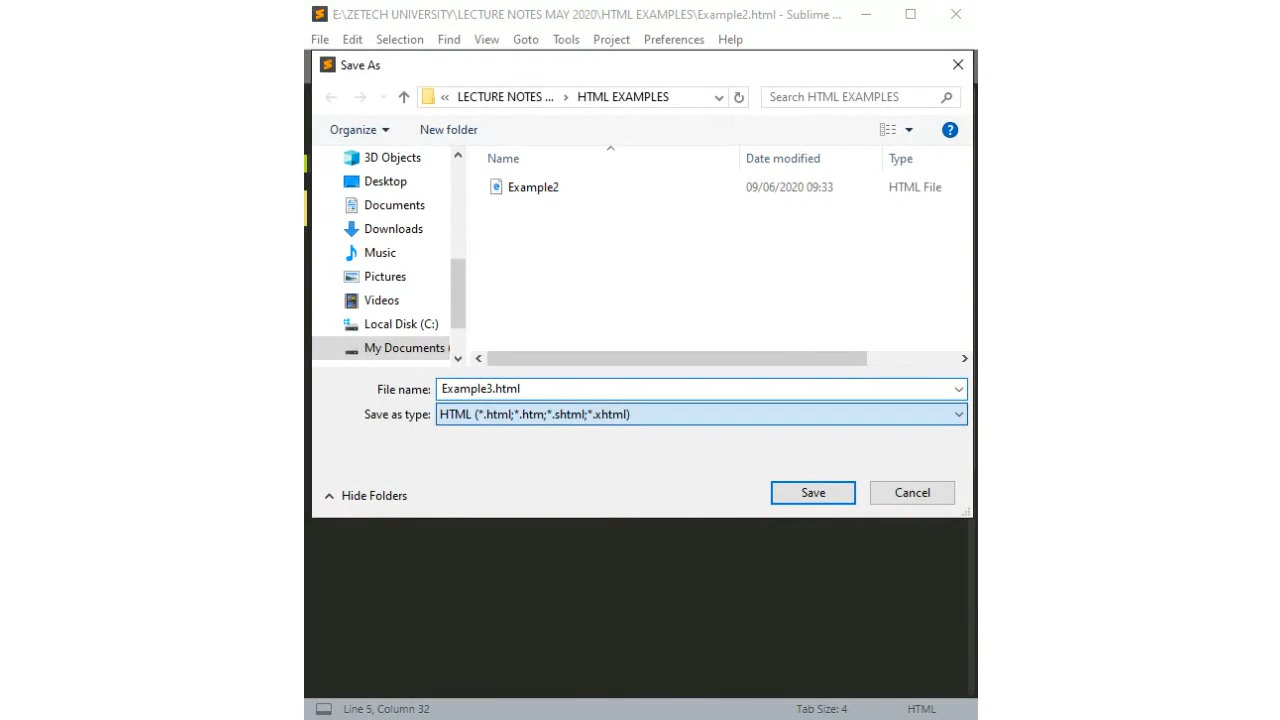 E:\ZETECH UNIVERSITY\LECTURE NOTES MAY 2020\HTML EXAMPLES\Example2.html - Sublime ...
File Edit Selection Find View Goto Tools Project Preferences Help
Save As
« LECTURE NOTES ... › HTML EXAMPLES
Search HTML EXAMPLES
Organize New folder
3D Objects
Desktop
Documents
Downloads
Music
Pictures
Videos
Local Disk (C:)
My Documents (
Name Date modified Type
Example2 09/06/2020 09:33 HTML File
File name: Example3.html
Save as type: HTML (*.html;*.htm;*.shtml;*.xhtml)
Hide Folders
Save Cancel
Line 5, Column 32 Tab Size: 4 HTML